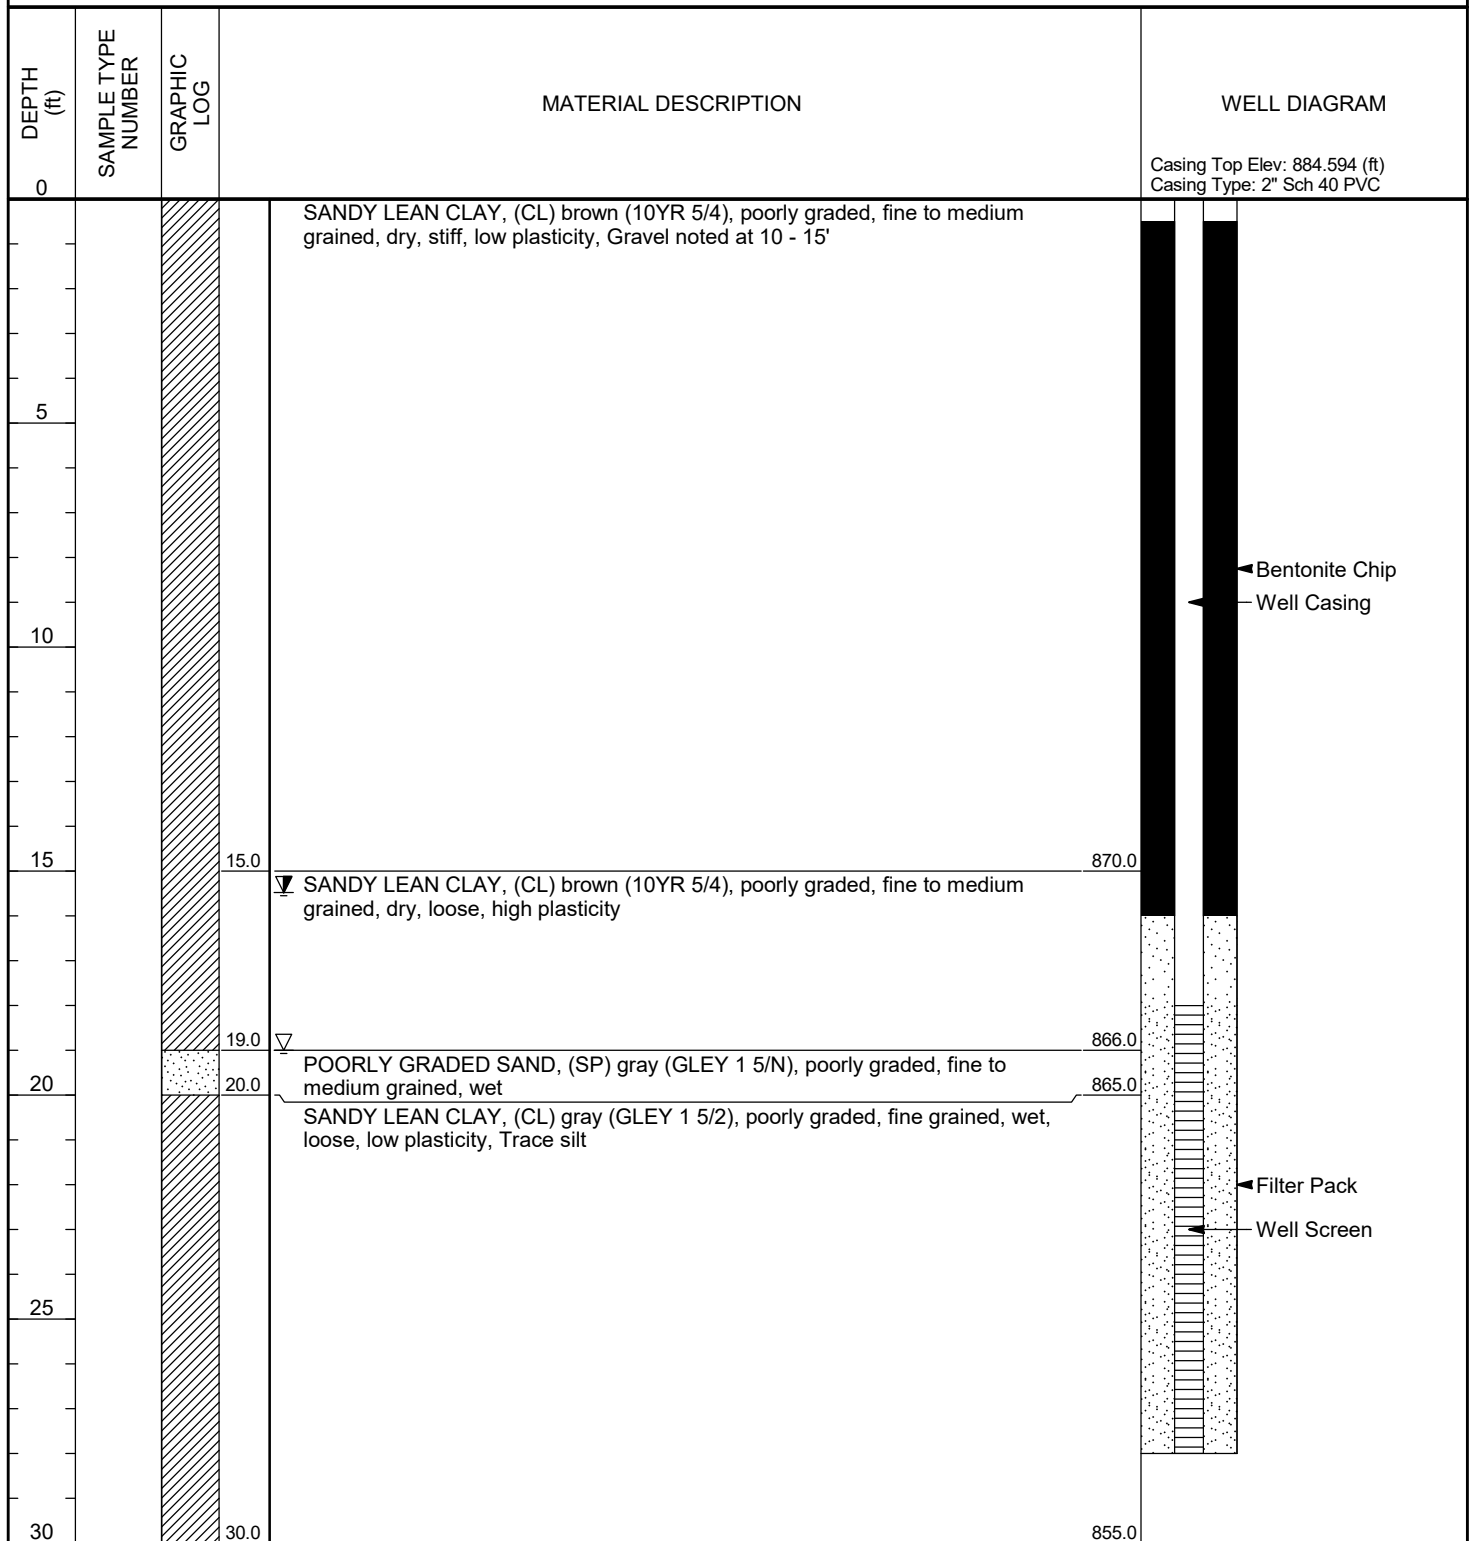 DEPTH
(ft)
SAMPLE TYPE
NUMBER
GRAPHIC
LOG
MATERIAL DESCRIPTION
WELL DIAGRAM
Casing Top Elev: 884.594 (ft)
Casing Type: 2" Sch 40 PVC
0
SANDY LEAN CLAY, (CL) brown (10YR 5/4), poorly graded, fine to medium
grained, dry, stiff, low plasticity, Gravel noted at 10 - 15'
5
Bentonite Chip
Well Casing
10
15
15.0
870.0
SANDY LEAN CLAY, (CL) brown (10YR 5/4), poorly graded, fine to medium
grained, dry, loose, high plasticity
19.0
866.0
POORLY GRADED SAND, (SP) gray (GLEY 1 5/N), poorly graded, fine to
medium grained, wet
20
20.0
865.0
SANDY LEAN CLAY, (CL) gray (GLEY 1 5/2), poorly graded, fine grained, wet,
loose, low plasticity, Trace silt
Filter Pack
Well Screen
25
30
30.0
855.0